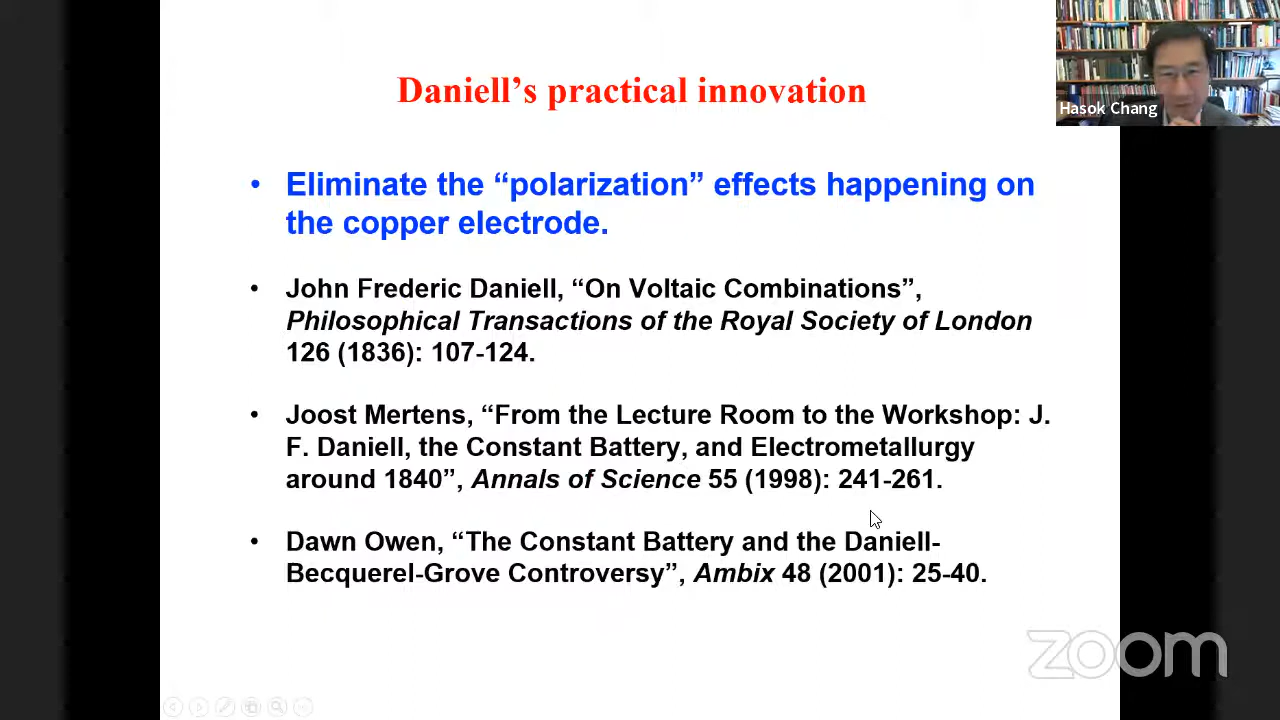 Daniell’s practical innovation
Hasok Chang
• Eliminate the “polarization” effects happening on
the copper electrode.
• John Frederic Daniell, “On Voltaic Combinations”,
Philosophical Transactions of the Royal Society of London
126 (1836): 107-124.
• Joost Mertens, “From the Lecture Room to the Workshop: J.
F. Daniell, the Constant Battery, and Electrometallurgy
around 1840”, Annals of Science 55 (1998): 241-261.
• Dawn Owen, “The Constant Battery and the Daniell-
Becquerel-Grove Controversy”, Ambix 48 (2001): 25-40.
zoom